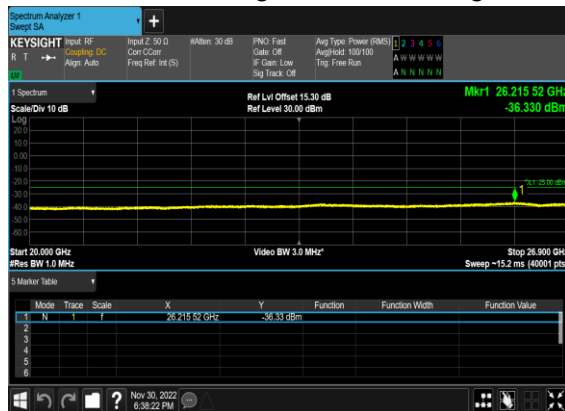 Spectrum Analyzer 1
Swept SA
+
KEYSIGHT Input: RF Input Z: 50 Ω #Atten: 30 dB PNO: Fast Avg Type: Power (RMS) 1 2 3 4 5 6
R T Coupling: DC Corr CCorr Gate: Off Avg|Hold: 100/100 A W W W W W
Align: Auto Freq Ref: Int (S) IF Gain: Low Trig: Free Run
LW Sig Track: Off A N N N N N
1 Spectrum Ref Lvl Offset 15.30 dB Mkr1 26.215 52 GHz
Scale/Div 10 dB Ref Level 30.00 dBm -36.330 dBm
Log
20.0
10.0
0.00
-10.0
-20.0 DL1 -25.00 dBm
-30.0 1
-40.0
-50.0
Start 20.000 GHz Video BW 3.0 MHz* Stop 26.900 GHz
#Res BW 1.0 MHz Sweep ~15.2 ms (40001 pts
5 Marker Table
Mode Trace Scale X Y Function Function Width Function Value
1 N 1 f 26.215 52 GHz -36.33 dBm
2
3
4
5
6
? Nov 30, 2022
6:38:22 PM